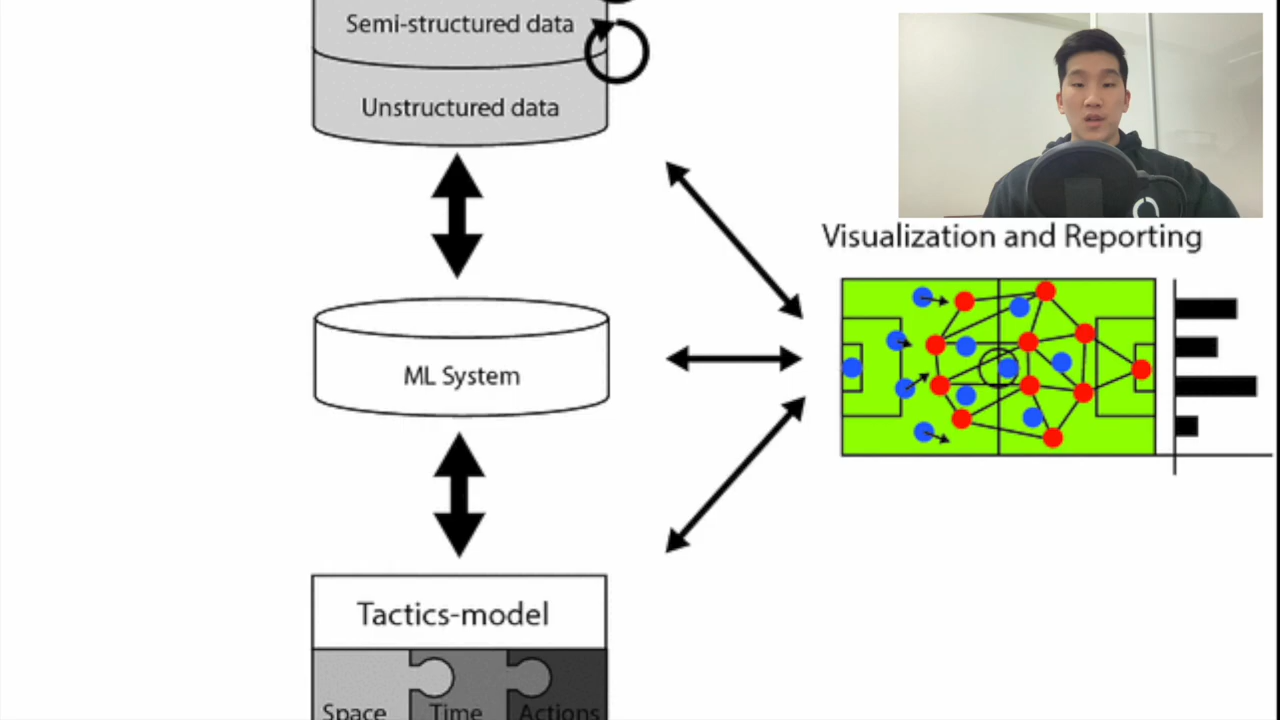 Semi-structured data
Unstructured data
Visualization and Reporting
ML System
Tactics-model
Space
Time
Actions